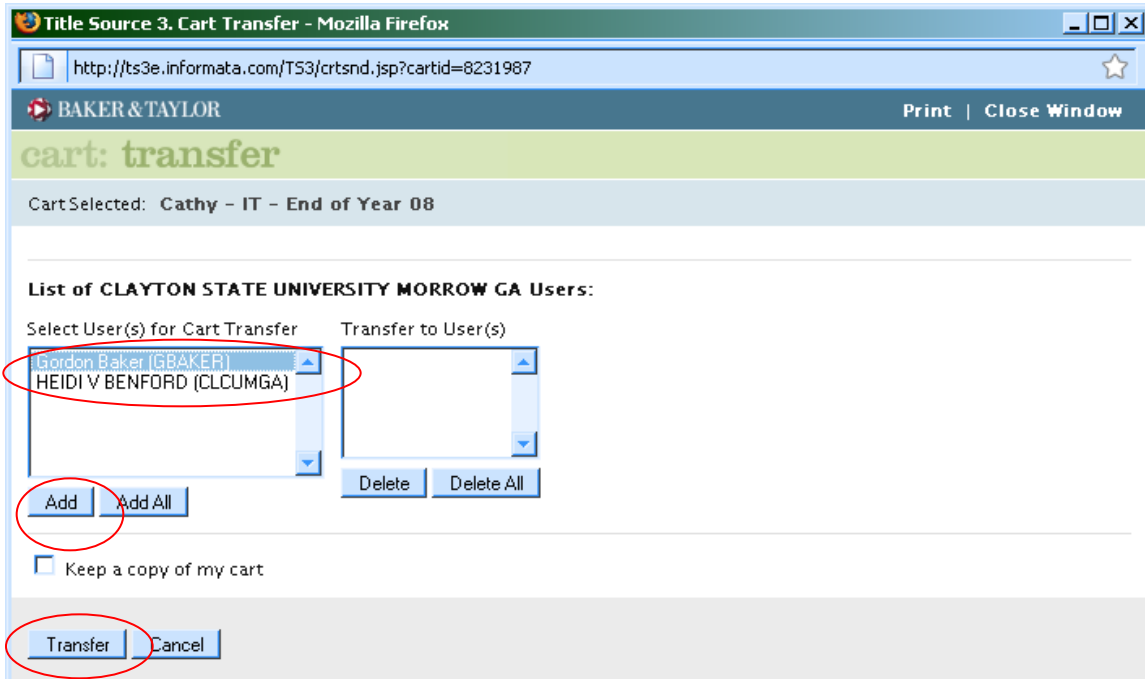 Title Source 3. Cart Transfer - Mozilla Firefox
http://ts3e.informata.com/TS3/crtsnd.jsp?cartid=8231987
BAKER & TAYLOR Print | Close Window
cart: transfer
Cart Selected: Cathy - IT - End of Year 08
List of CLAYTON STATE UNIVERSITY MORROW GA Users:
Select User(s) for Cart Transfer Transfer to User(s)
Gordon Baker (GBAKER)
HEIDI V BENFORD (CLCUMGA)
Delete Delete All
Add Add All
Keep a copy of my cart
Transfer Cancel